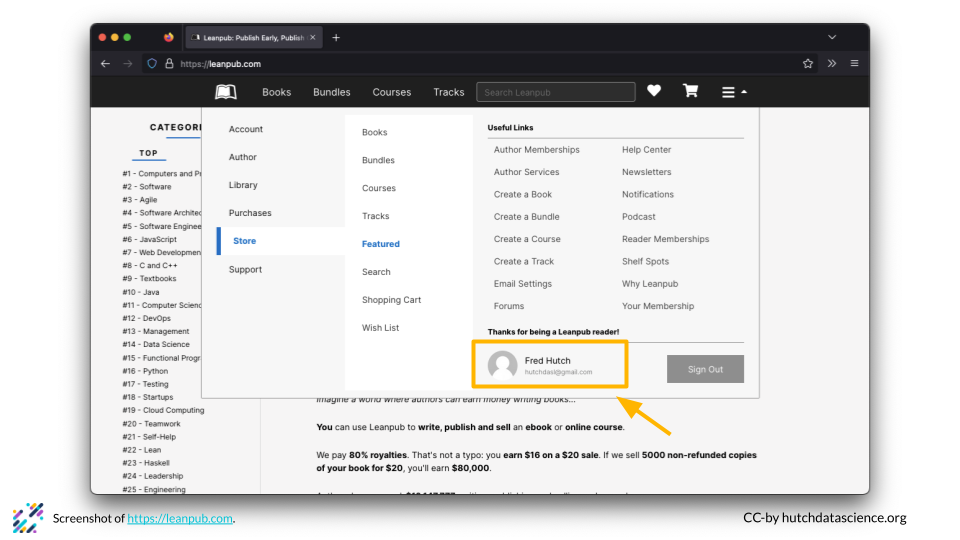 Leanpub: Publish Early, Publish
https://leanpub.com
Books Bundles Courses Tracks Search Leanpub
CATEGORI
TOP
#1 - Computers and Pr
#2 - Software
#3 - Agile
#4 - Software Architec
#5 - Software Enginee
#6 - JavaScript
#7 - Web Developmen
#8 - C and C++
#9 - Textbooks
#10 - Java
#11 - Computer Scienc
#12 - DevOps
#13 - Management
#14 - Data Science
#15 - Functional Progr
#16 - Python
#17 - Testing
#18 - Startups
#19 - Cloud Computing
#20 - Teamwork
#21 - Self-Help
#22 - Lean
#23 - Haskell
#24 - Leadership
#25 - Engineering
Account
Author
Library
Purchases
Store
Support
Books
Bundles
Courses
Tracks
Featured
Search
Shopping Cart
Wish List
Useful Links
Author Memberships Help Center
Author Services Newsletters
Create a Book Notifications
Create a Bundle Podcast
Create a Course Reader Memberships
Create a Track Shelf Spots
Email Settings Why Leanpub
Forums Your Membership
Thanks for being a Leanpub reader!
Fred Hutch
hutchdasl@gmail.com
Sign Out
Imagine a world where authors can earn money writing books...
You can use Leanpub to write, publish and sell an ebook or online course.
We pay 80% royalties. That's not a typo: you earn $16 on a $20 sale. If we sell 5000 non-refunded copies
of your book for $20, you'll earn $80,000.
Screenshot of https://leanpub.com.
CC-by hutchdatascience.org